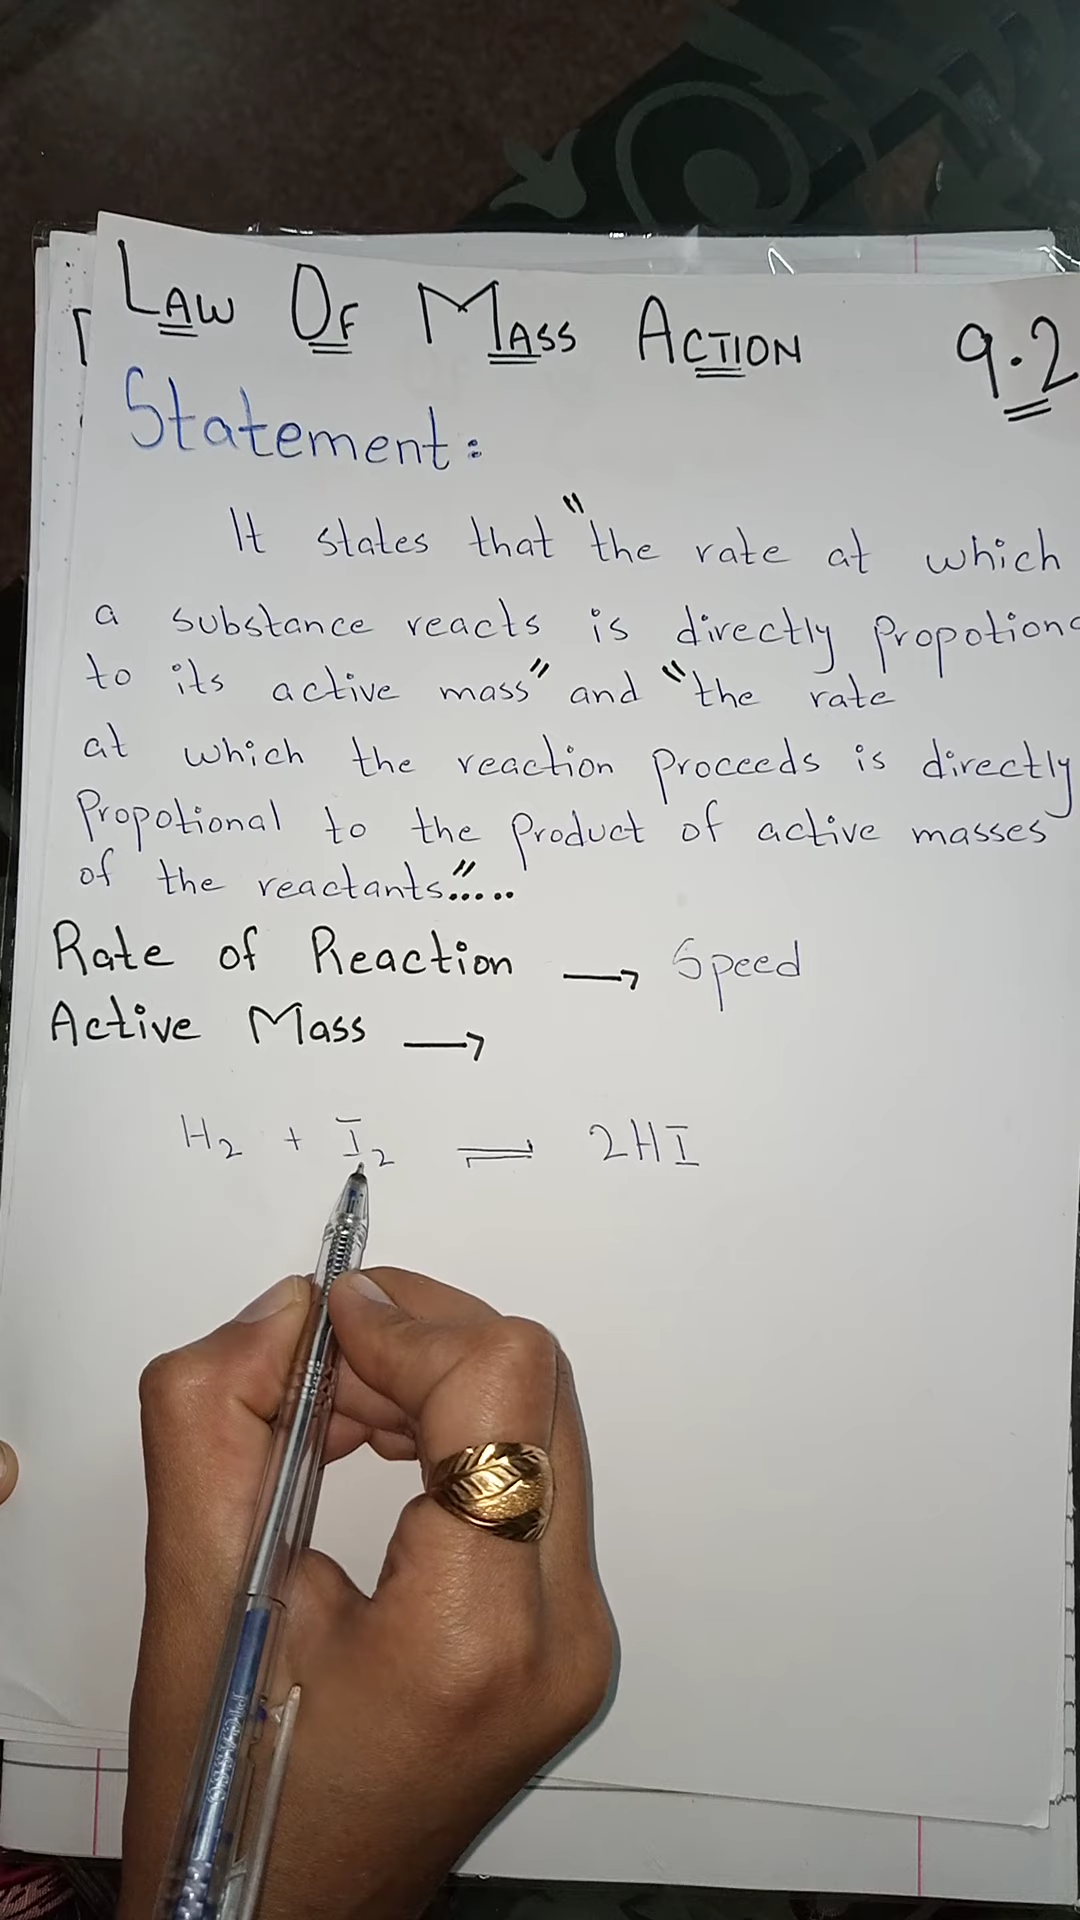 LAW OF MASS ACTION 9.2
Statement:
It states that "the rate at which
a substance reacts is directly Propotiona
to its active mass" and "the rate
at which the reaction Proceeds is directly
Propotional to the Product of active masses
of the reactants".....
Rate of Reaction → Speed
Active Mass →
H₂ + I₂ ⇌ 2HI